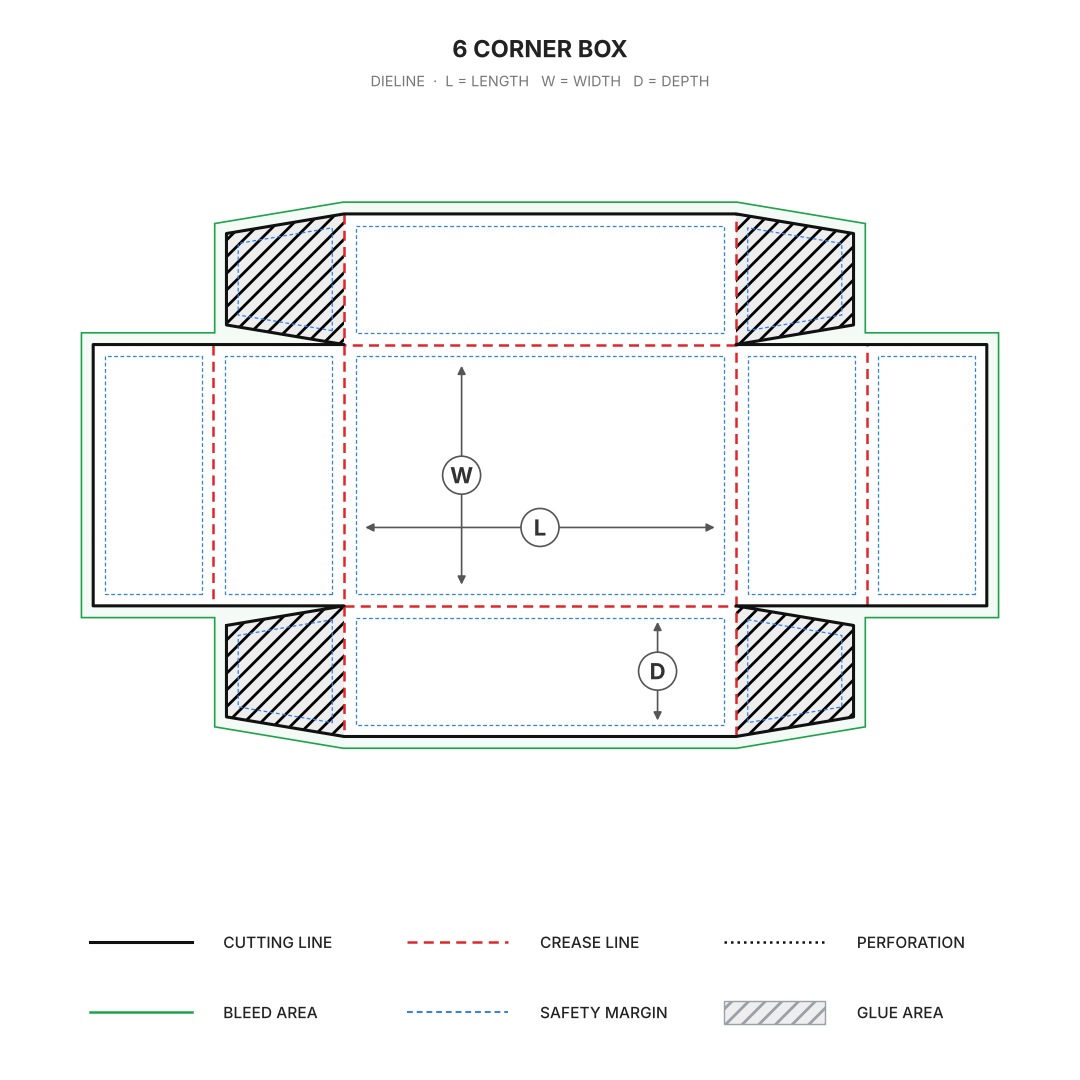 6 CORNER BOX
DIELINE · L = LENGTH W = WIDTH D = DEPTH
W
L
D
CUTTING LINE
CREASE LINE
PERFORATION
BLEED AREA
SAFETY MARGIN
GLUE AREA